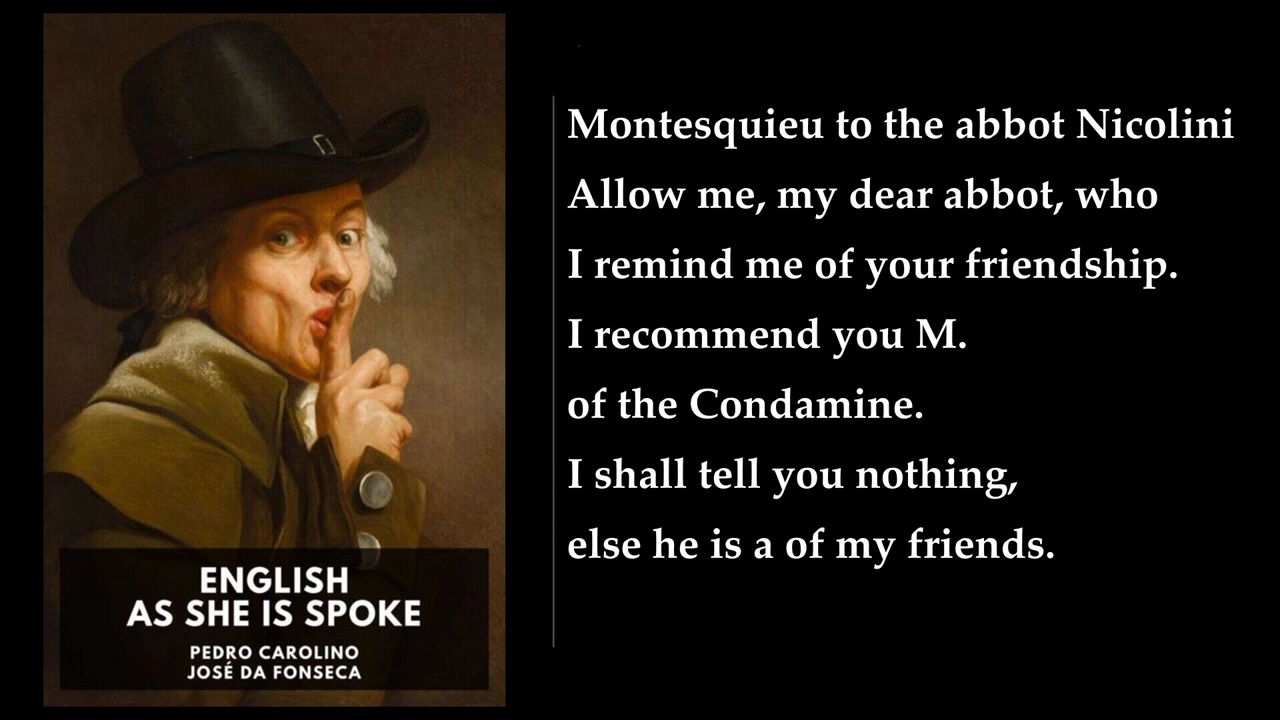 ENGLISH
AS SHE IS SPOKE
PEDRO CAROLINO
JOSÉ DA FONSECA
Montesquieu to the abbot Nicolini
Allow me, my dear abbot, who
I remind me of your friendship.
I recommend you M.
of the Condamine.
I shall tell you nothing,
else he is a of my friends.